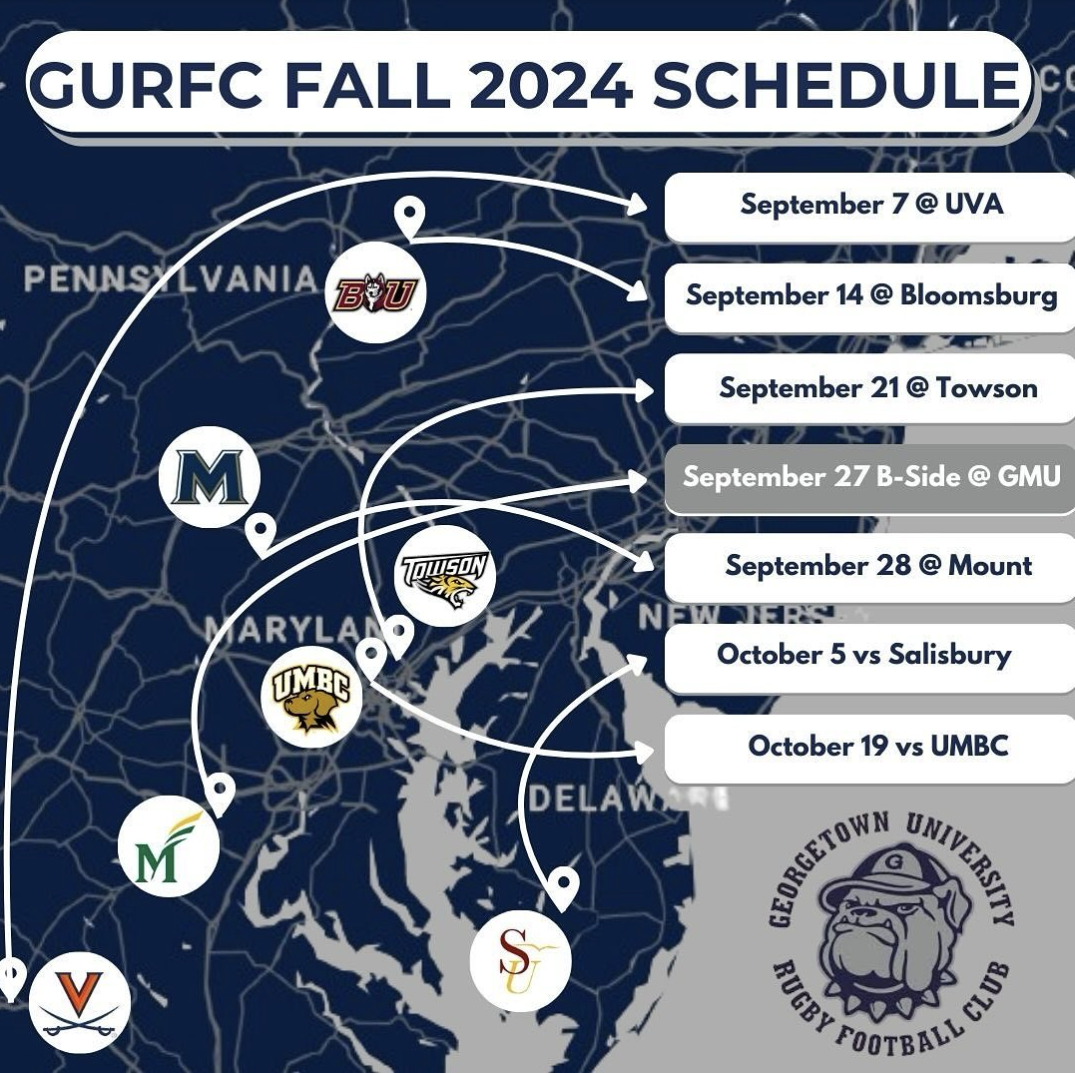 GURFC FALL 2024 SCHEDULE
September 7 @ UVA
September 14 @ Bloomsburg
PENNSYLVANIA
BU
September 21 @ Towson
September 27 B-Side @ GMU
M
TOWSON
September 28 @ Mount
MARYLAN
NEW JERSEY
October 5 vs Salisbury
UMBC
October 19 vs UMBC
DELAWARE
M
SU
V
GEORGETOWN UNIVERSITY
G
RUGBY FOOTBALL CLUB